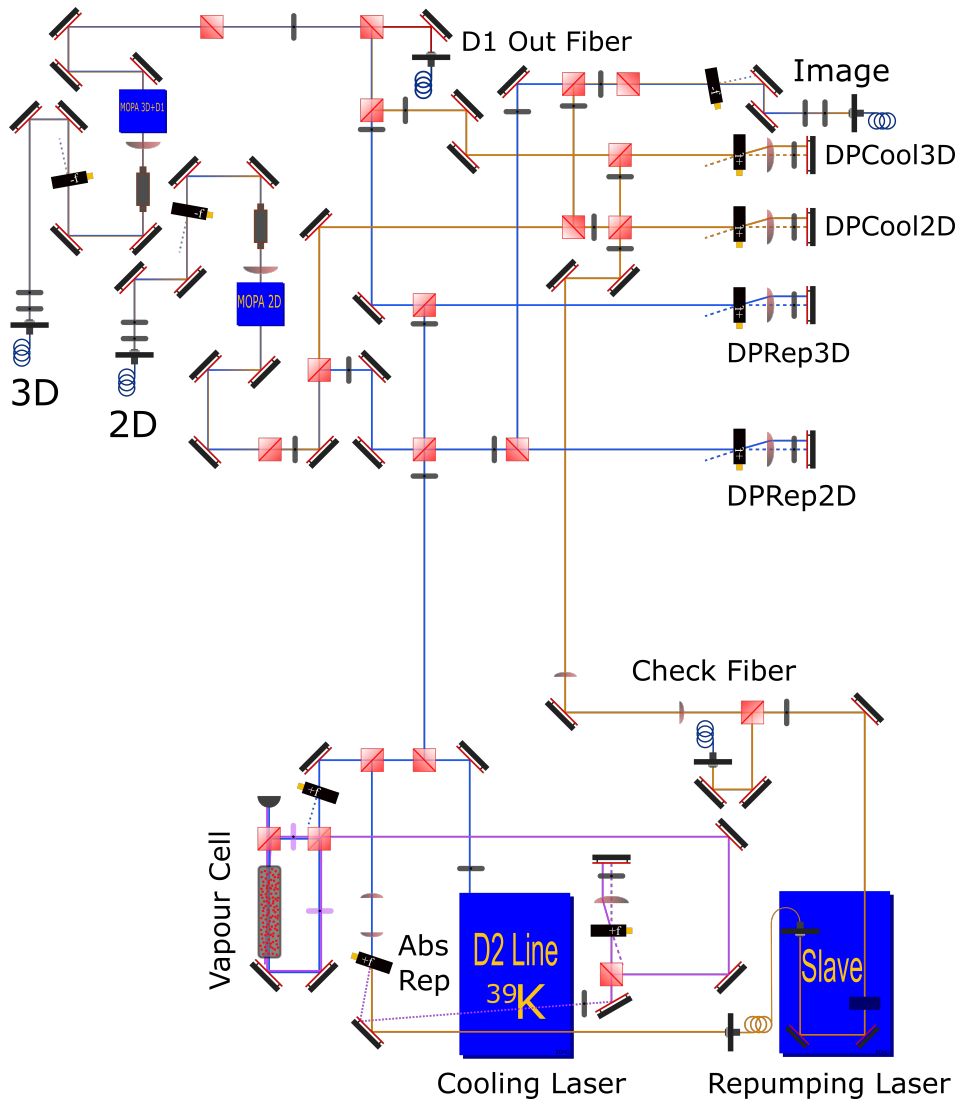 D1 Out Fiber
Image
MOPA 3D+D1
-f
-f
+f
DPCool3D
-f
+f
DPCool2D
MOPA 2D
+f
DPRep3D
3D
2D
+f
DPRep2D
Check Fiber
+f
Vapour Cell
+f
Abs
Rep
+f
D2 Line
39K
Slave
Cooling Laser
Repumping Laser